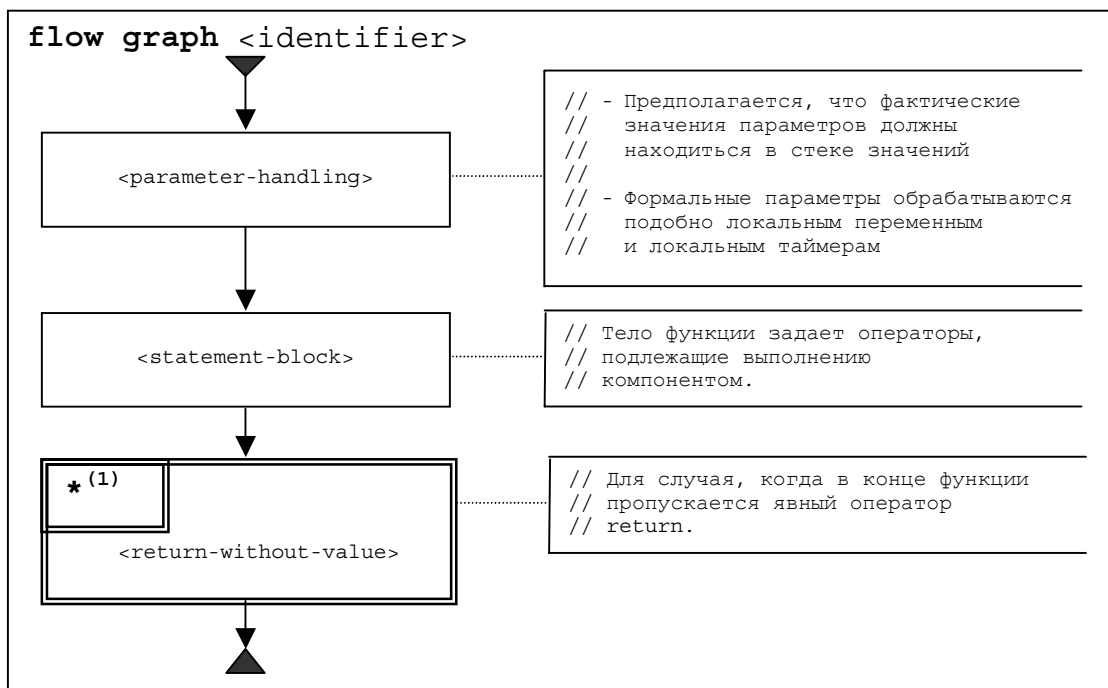 flow graph <identifier>
<parameter-handling>
// - Предполагается, что фактические
//   значения параметров должны
//   находиться в стеке значений
//
// - Формальные параметры обрабатываются
//   подобно локальным переменным
//   и локальным таймерам
<statement-block>
// Тело функции задает операторы,
// подлежащие выполнению
// компонентом.
*(1)
<return-without-value>
// Для случая, когда в конце функции
// пропускается явный оператор
// return.